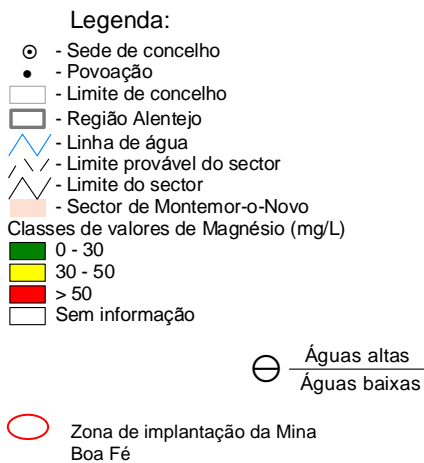 Legenda:
- Sede de concelho
- Povoação
- Limite de concelho
- Região Alentejo
- Linha de água
- Limite provável do sector
- Limite do sector
- Sector de Montemor-o-Novo
Classes de valores de Magnésio (mg/L)
0 - 30
30 - 50
> 50
Sem informação
Águas altas
Águas baixas
Zona de implantação da Mina
Boa Fé